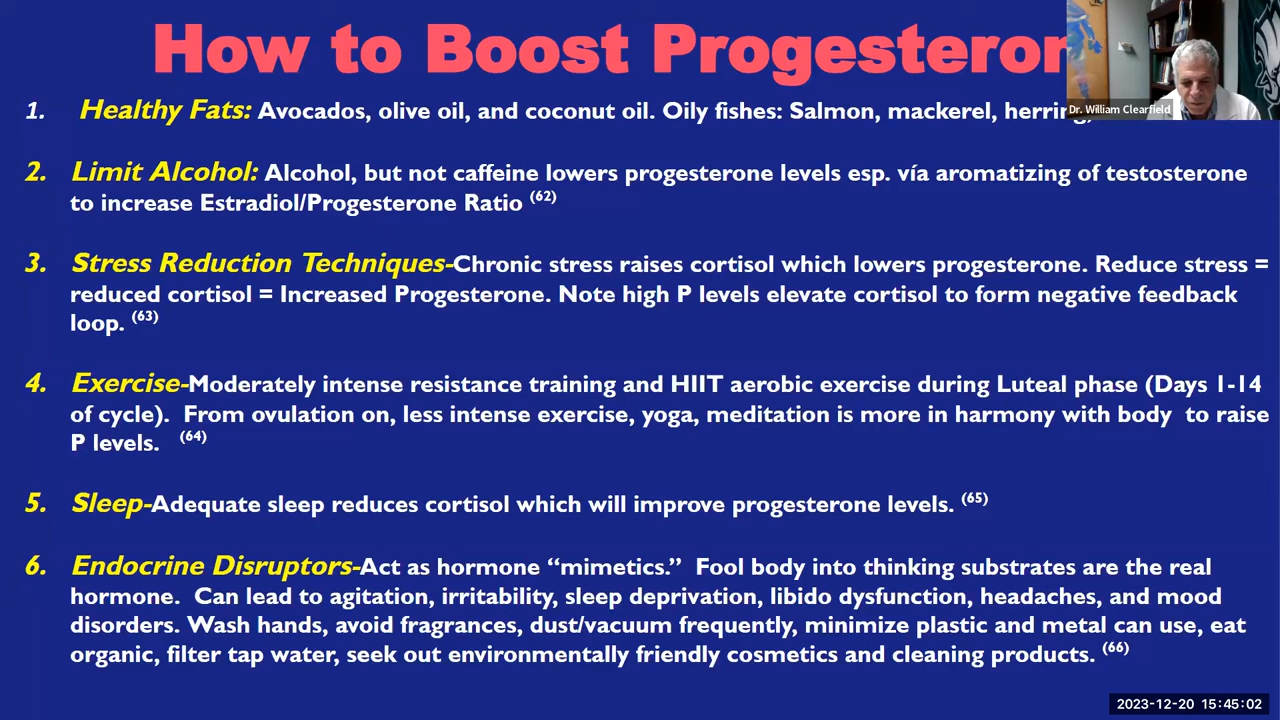 How to Boost Progesteron
1. Healthy Fats: Avocados, olive oil, and coconut oil. Oily fishes: Salmon, mackerel, herring,
Dr. William Clearfield
2. Limit Alcohol: Alcohol, but not caffeine lowers progesterone levels esp. vía aromatizing of testosterone
to increase Estradiol/Progesterone Ratio (62)
3. Stress Reduction Techniques-Chronic stress raises cortisol which lowers progesterone. Reduce stress =
reduced cortisol = Increased Progesterone. Note high P levels elevate cortisol to form negative feedback
loop. (63)
4. Exercise-Moderately intense resistance training and HIIT aerobic exercise during Luteal phase (Days 1-14
of cycle). From ovulation on, less intense exercise, yoga, meditation is more in harmony with body to raise
P levels. (64)
5. Sleep-Adequate sleep reduces cortisol which will improve progesterone levels. (65)
6. Endocrine Disruptors-Act as hormone “mimetics.” Fool body into thinking substrates are the real
hormone. Can lead to agitation, irritability, sleep deprivation, libido dysfunction, headaches, and mood
disorders. Wash hands, avoid fragrances, dust/vacuum frequently, minimize plastic and metal can use, eat
organic, filter tap water, seek out environmentally friendly cosmetics and cleaning products. (66)
2023-12-20 15:45:02